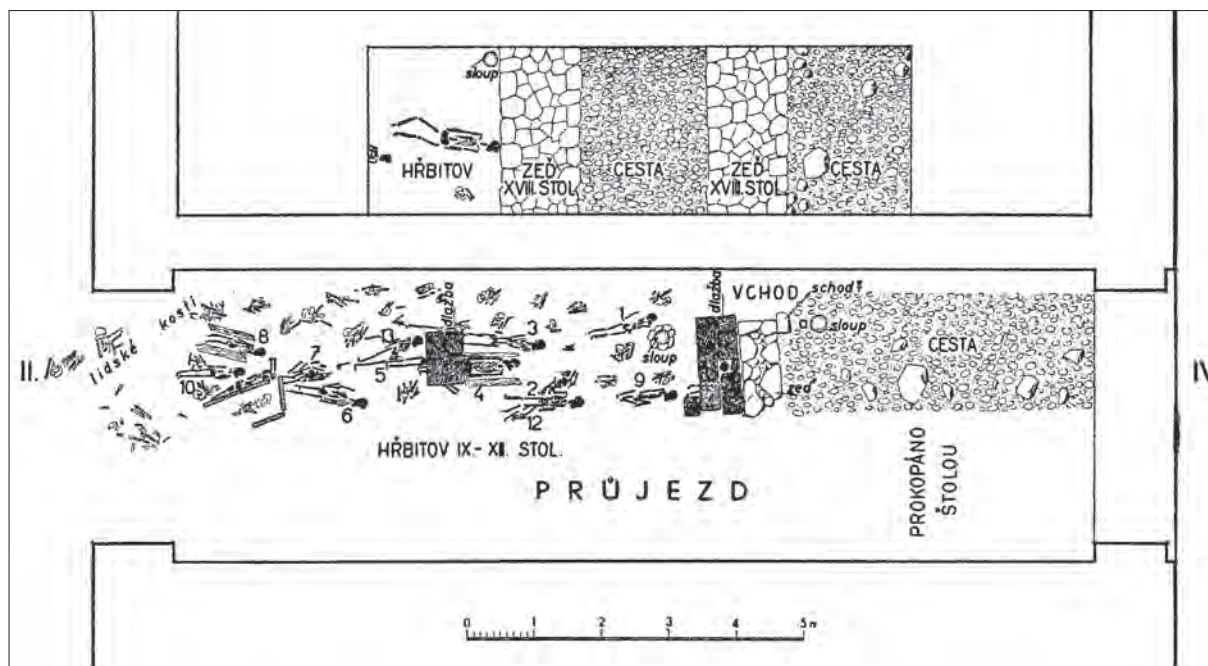 sloup
HŘBITOV
ZEĎ
XVIII. STOL.
CESTA
ZEĎ
XVIII. STOL.
CESTA
II.
kosti
lidské
8
10
11
7
6
13
5
dlažba
3
4
2
12
1
sloup
9
dlažba
VCHOD
schod
sloup
zeď
CESTA
IV
HŘBITOV IX.- XII. STOL.
PRŮJEZD
PROKOPÁNO
ŠTOLOU
0 1 2 3 4 5 m